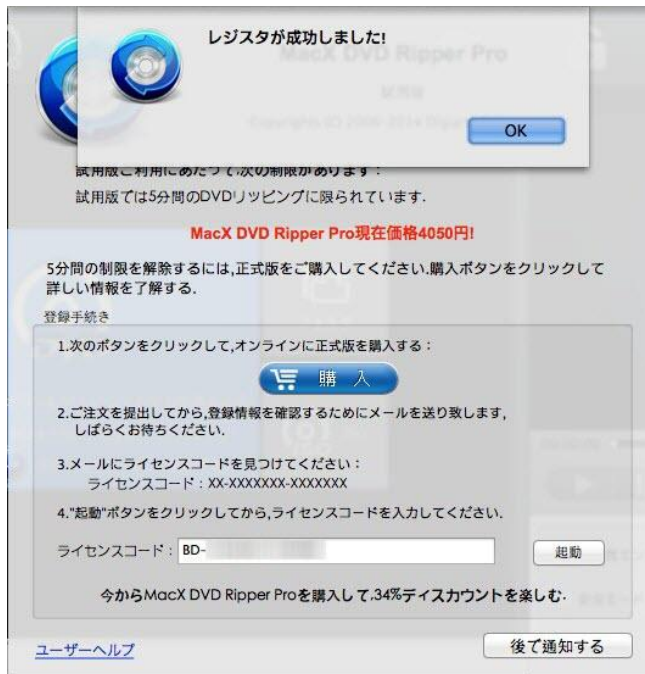 レジスタが成功しました!
MacX DVD Ripper Pro
試用版
OK
試用版ご利用にあたって,次の制限があります：
試用版では5分間のDVDリッピングに限られています.
MacX DVD Ripper Pro現在価格4050円!
5分間の制限を解除するには,正式版をご購入してください.購入ボタンをクリックして
詳しい情報を了解する.
登録手続き
1.次のボタンをクリックして,オンラインに正式版を購入する：
購入
2.ご注文を提出してから,登録情報を確認するためにメールを送り致します,
しばらくお待ちください.
3.メールにライセンスコードを見つけてください：
ライセンスコード：XX-XXXXXXX-XXXXXXX
4."起動"ボタンをクリックしてから,ライセンスコードを入力してください.
ライセンスコード： BD-
起動
今からMacX DVD Ripper Proを購入して,34%ディスカウントを楽しむ.
ユーザーヘルプ
後で通知する